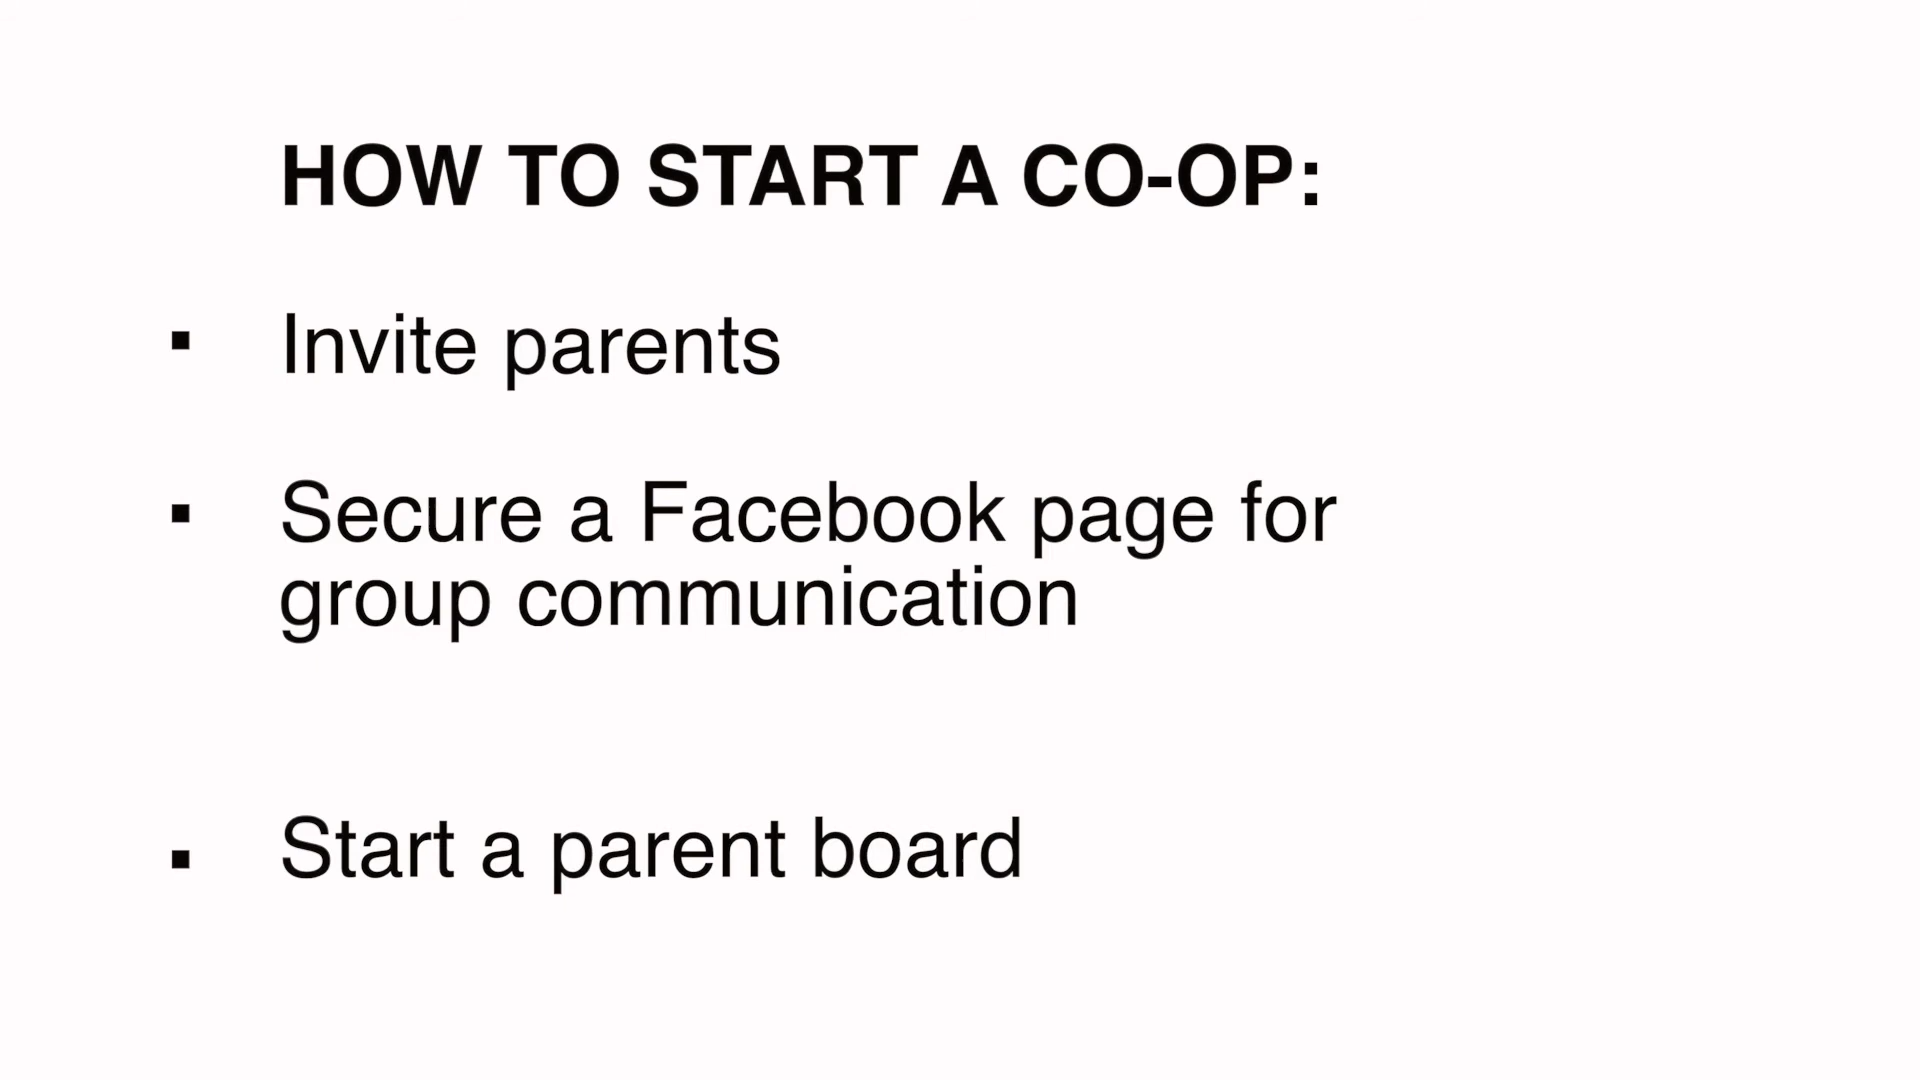 HOW TO START A CO-OP:
▪ Invite parents
▪ Secure a Facebook page for
group communication
▪ Start a parent board